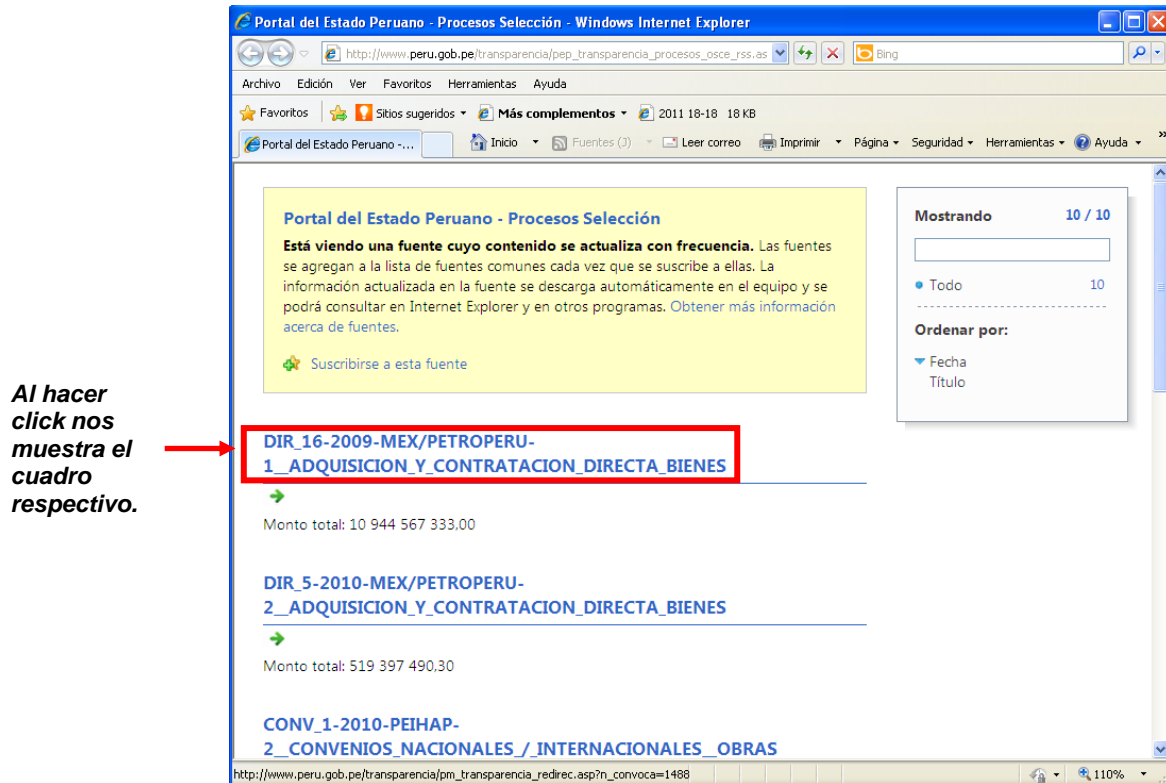 Portal del Estado Peruano - Procesos Selección - Windows Internet Explorer
http://www.peru.gob.pe/transparencia/pep_transparencia_procesos_osce_rss.as
Bing
Archivo Edición Ver Favoritos Herramientas Ayuda
Favoritos Sitios sugeridos Más complementos 2011 18-18 18 KB
Portal del Estado Peruano -... Inicio Fuentes (J) Leer correo Imprimir Página Seguridad Herramientas Ayuda »
Portal del Estado Peruano - Procesos Selección
Está viendo una fuente cuyo contenido se actualiza con frecuencia. Las fuentes
se agregan a la lista de fuentes comunes cada vez que se suscribe a ellas. La
información actualizada en la fuente se descarga automáticamente en el equipo y se
podrá consultar en Internet Explorer y en otros programas. Obtener más información
acerca de fuentes.
Suscribirse a esta fuente
Mostrando 10 / 10
Todo 10
Ordenar por:
Fecha
Título
Al hacer
click nos
muestra el
cuadro
respectivo.
DIR_16-2009-MEX/PETROPERU-
1__ADQUISICION_Y_CONTRATACION_DIRECTA_BIENES
Monto total: 10 944 567 333,00
DIR_5-2010-MEX/PETROPERU-
2__ADQUISICION_Y_CONTRATACION_DIRECTA_BIENES
Monto total: 519 397 490,30
CONV_1-2010-PEIHAP-
2__CONVENIOS_NACIONALES_/_INTERNACIONALES__OBRAS
http://www.peru.gob.pe/transparencia/pm_transparencia_redirec.asp?n_convoca=1488
110%